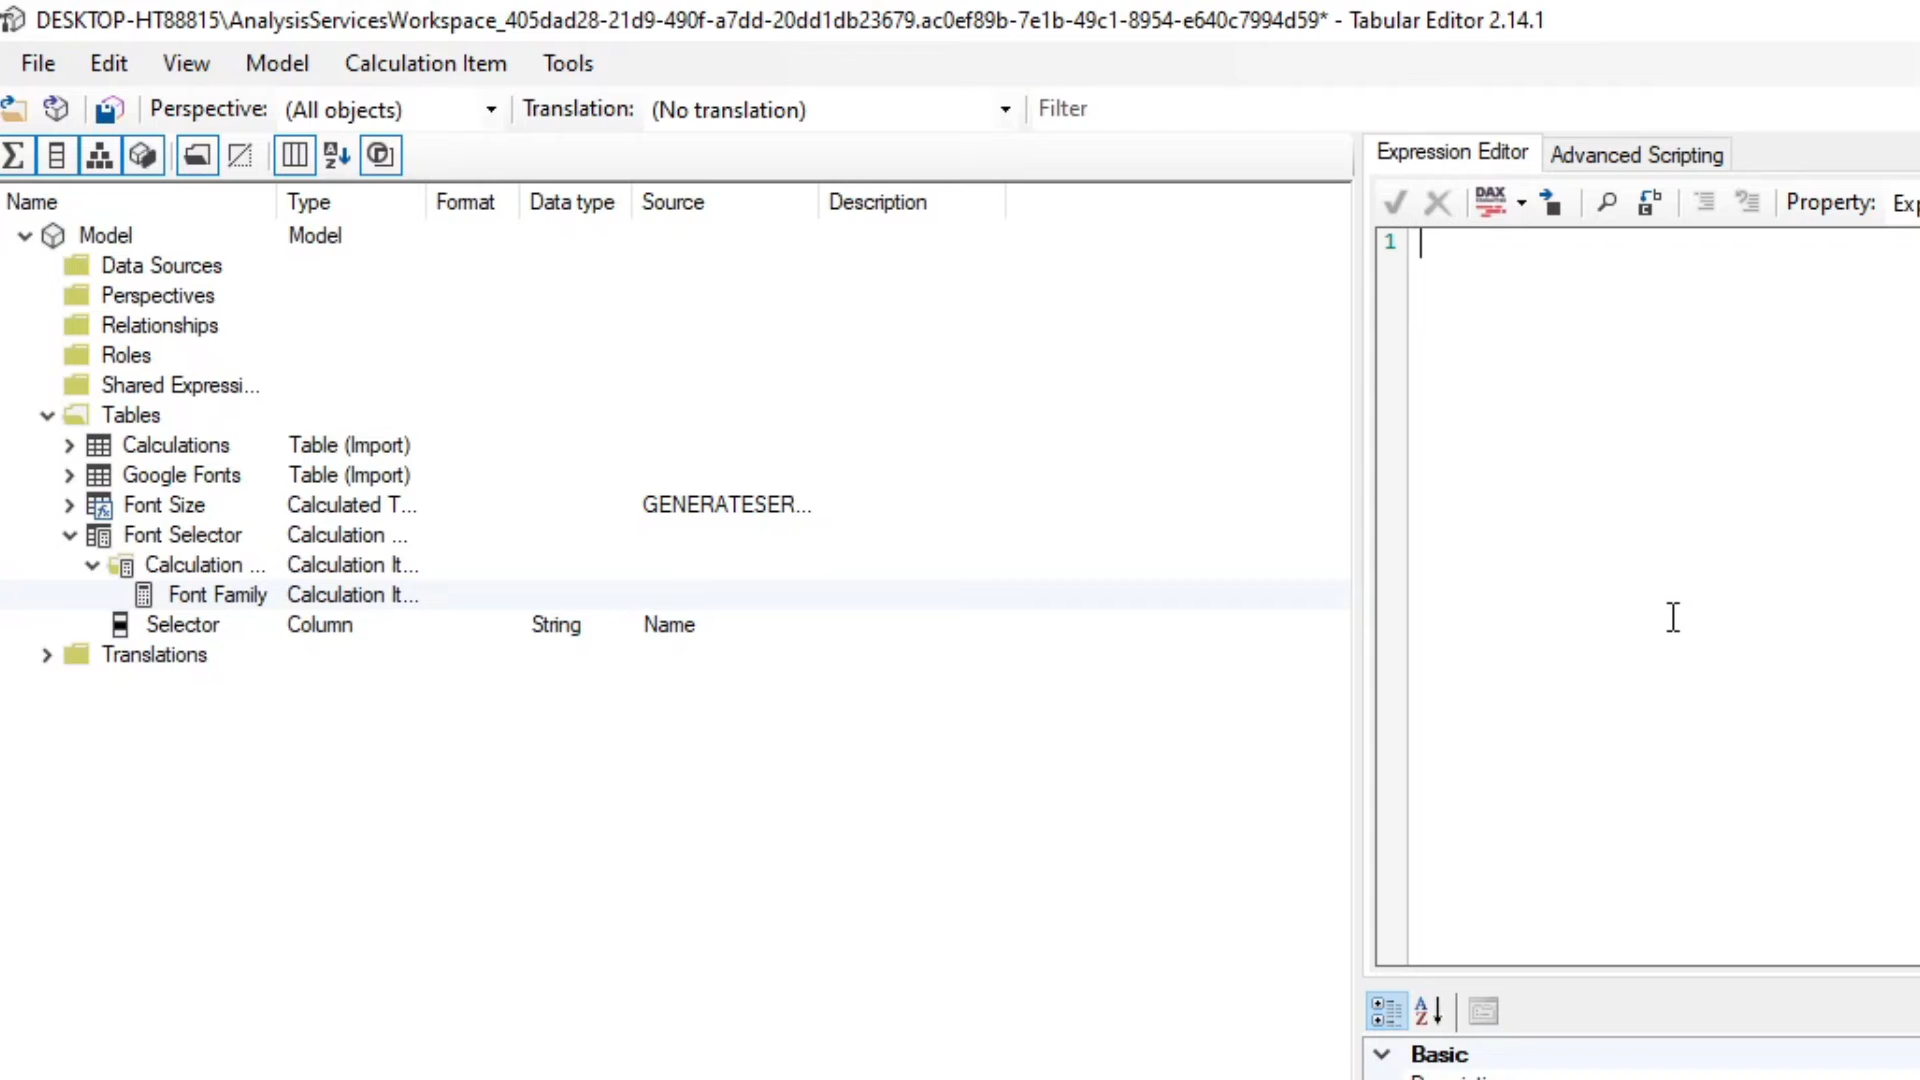 DESKTOP-HT88815\AnalysisServicesWorkspace_405dad28-21d9-490f-a7dd-20dd1db23679.ac0ef89b-7e1b-49c1-8954-e640c7994d59* - Tabular Editor 2.14.1
File Edit View Model Calculation Item Tools
Perspective: (All objects) Translation: (No translation) Filter
Expression Editor Advanced Scripting
Name Type Format Data type Source Description
DAX Property: Exp
Model Model
1
Data Sources
Perspectives
Relationships
Roles
Shared Expressi...
Tables
Calculations Table (Import)
Google Fonts Table (Import)
Font Size Calculated T... GENERATESER...
Font Selector Calculation ...
Calculation ... Calculation It...
Font Family Calculation It...
Selector Column String Name
Translations
Basic